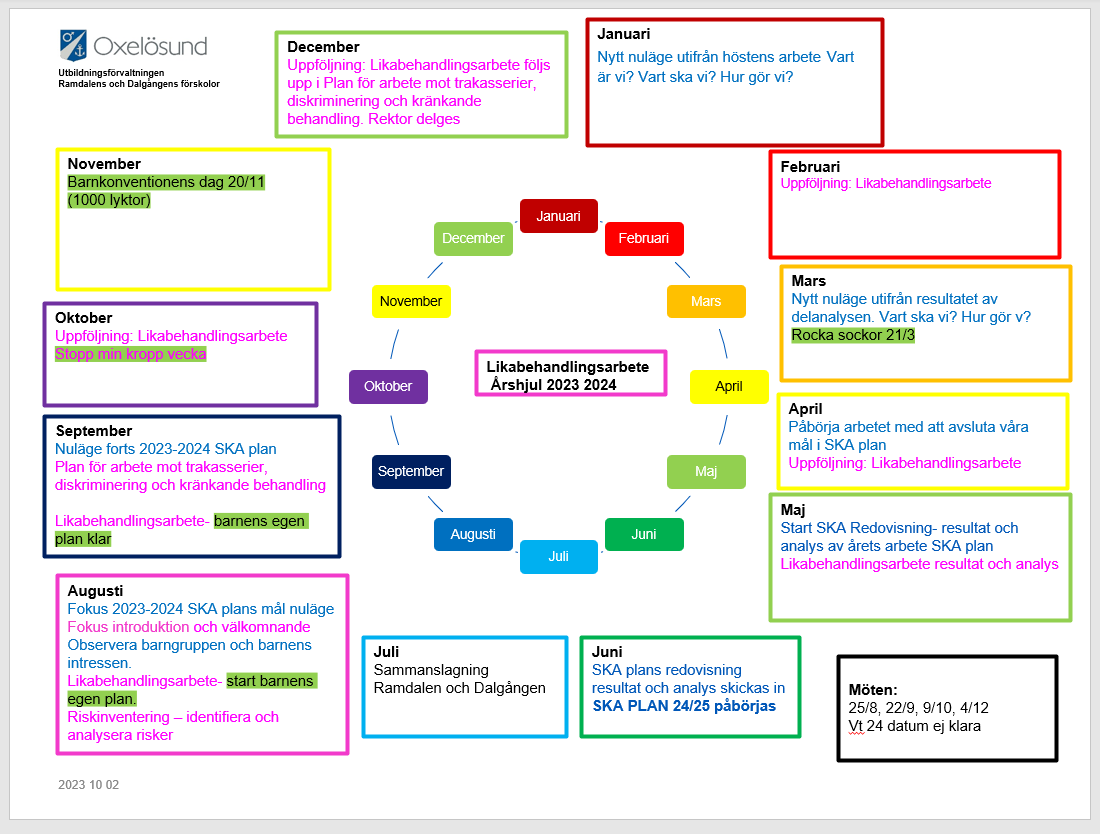 Oxelösund
Utbildningsförvaltningen
Ramdalens och Dalgångens förskolor
December
Uppföljning: Likabehandlingsarbete följs
upp i Plan för arbete mot trakasserier,
diskriminering och kränkande
behandling. Rektor delges
Januari
Nytt nuläge utifrån höstens arbete Vart
är vi? Vart ska vi? Hur gör vi?
November
Barnkonventionens dag 20/11
(1000 lyktor)
Februari
Uppföljning: Likabehandlingsarbete
Mars
Nytt nuläge utifrån resultatet av
delanalysen. Vart ska vi? Hur gör v?
Rocka sockor 21/3
Oktober
Uppföljning: Likabehandlingsarbete
Stopp min kropp vecka
April
Påbörja arbetet med att avsluta våra
mål i SKA plan
Uppföljning: Likabehandlingsarbete
September
Nuläge forts 2023-2024 SKA plan
Plan för arbete mot trakasserier,
diskriminering och kränkande behandling
Likabehandlingsarbete- barnens egen
plan klar
Maj
Start SKA Redovisning- resultat och
analys av årets arbete SKA plan
Likabehandlingsarbete resultat och analys
Augusti
Fokus 2023-2024 SKA plans mål nuläge
Fokus introduktion och välkomnande
Observera barngruppen och barnens
intressen.
Likabehandlingsarbete- start barnens
egen plan.
Riskinventering – identifiera och
analysera risker
Juli
Sammanslagning
Ramdalen och Dalgången
Juni
SKA plans redovisning
resultat och analys skickas in
SKA PLAN 24/25 påbörjas
Möten:
25/8, 22/9, 9/10, 4/12
Vt 24 datum ej klara
Januari
Februari
Mars
April
Maj
Juni
Juli
Augusti
September
Oktober
November
December
Likabehandlingsarbete
Årshjul 2023 2024
2023 10 02